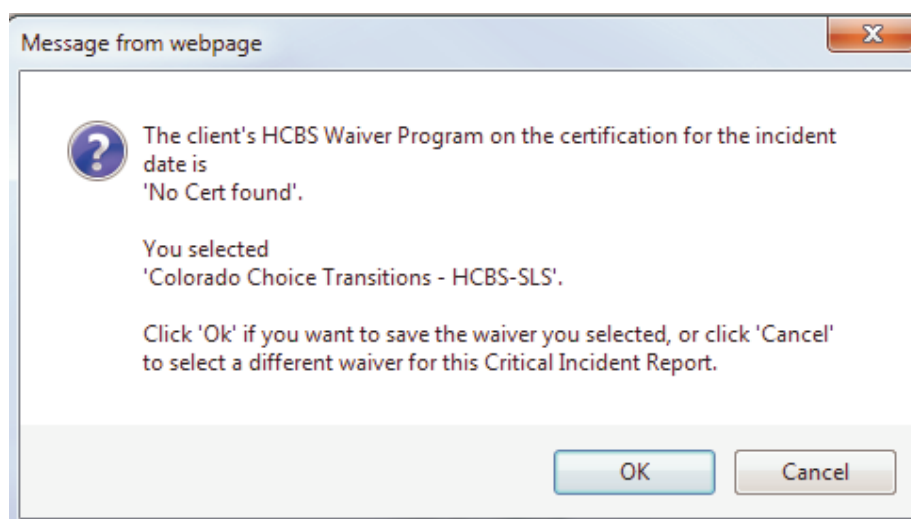 Message from webpage
The client's HCBS Waiver Program on the certification for the incident
date is
'No Cert found'.
You selected
'Colorado Choice Transitions - HCBS-SLS'.
Click 'Ok' if you want to save the waiver you selected, or click 'Cancel'
to select a different waiver for this Critical Incident Report.
OK
Cancel